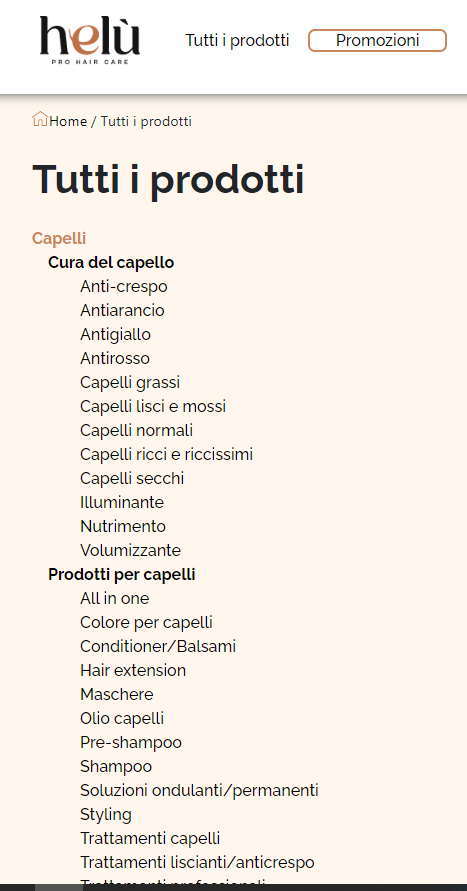 helù
PRO HAIR CARE
Tutti i prodotti
Promozioni
Home / Tutti i prodotti
Tutti i prodotti
Capelli
Cura del capello
Anti-crespo
Antiarancio
Antigiallo
Antirosso
Capelli grassi
Capelli lisci e mossi
Capelli normali
Capelli ricci e riccissimi
Capelli secchi
Illuminante
Nutrimento
Volumizzante
Prodotti per capelli
All in one
Colore per capelli
Conditioner/Balsami
Hair extension
Maschere
Olio capelli
Pre-shampoo
Shampoo
Soluzioni ondulanti/permanenti
Styling
Trattamenti capelli
Trattamenti liscianti/anticrespo
Trattamenti professionali